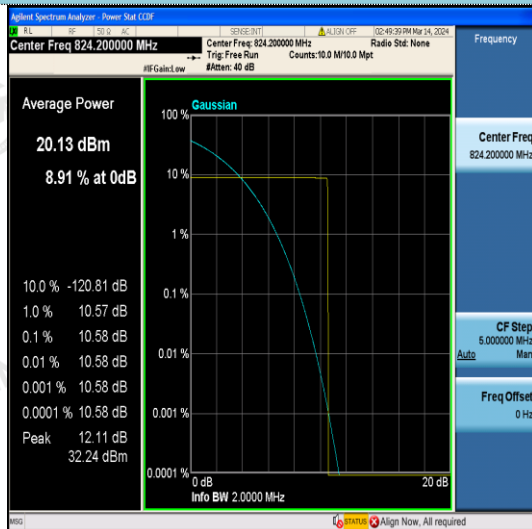 Agilent Spectrum Analyzer - Power Stat CCDF
RL RF 50 Ω AC SENSE:INT ALIGN OFF 02:49:39 PM Mar 14, 2024
Center Freq 824.200000 MHz
Center Freq: 824.200000 MHz Radio Std: None
Trig: Free Run Counts:10.0 M/10.0 Mpt
#IFGain:Low #Atten: 40 dB
Frequency
Average Power
20.13 dBm
8.91 % at 0dB
10.0 % -120.81 dB
1.0 % 10.57 dB
0.1 % 10.58 dB
0.01 % 10.58 dB
0.001 % 10.58 dB
0.0001 % 10.58 dB
Peak 12.11 dB
32.24 dBm
Gaussian
100 %
10 %
1 %
0.1 %
0.01 %
0.001 %
0.0001 %
0 dB 20 dB
Info BW 2.0000 MHz
Center Freq
824.200000 MHz
CF Step
5.000000 MHz
Auto Man
Freq Offset
0 Hz
MSG STATUS Align Now, All required